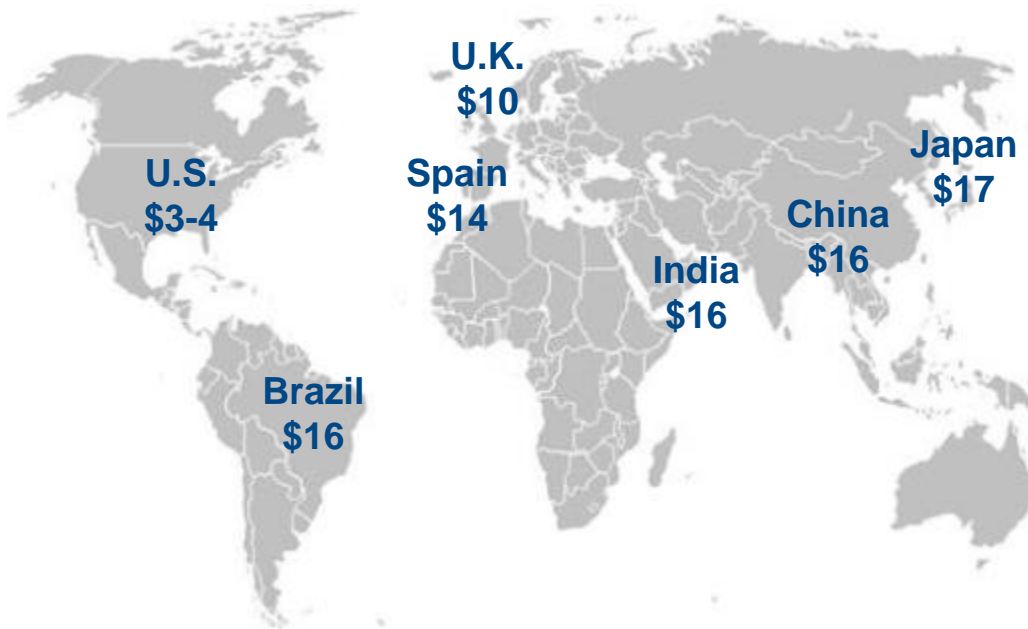 U.K.
$10
U.S.
$3-4
Spain
$14
Japan
$17
China
$16
India
$16
Brazil
$16